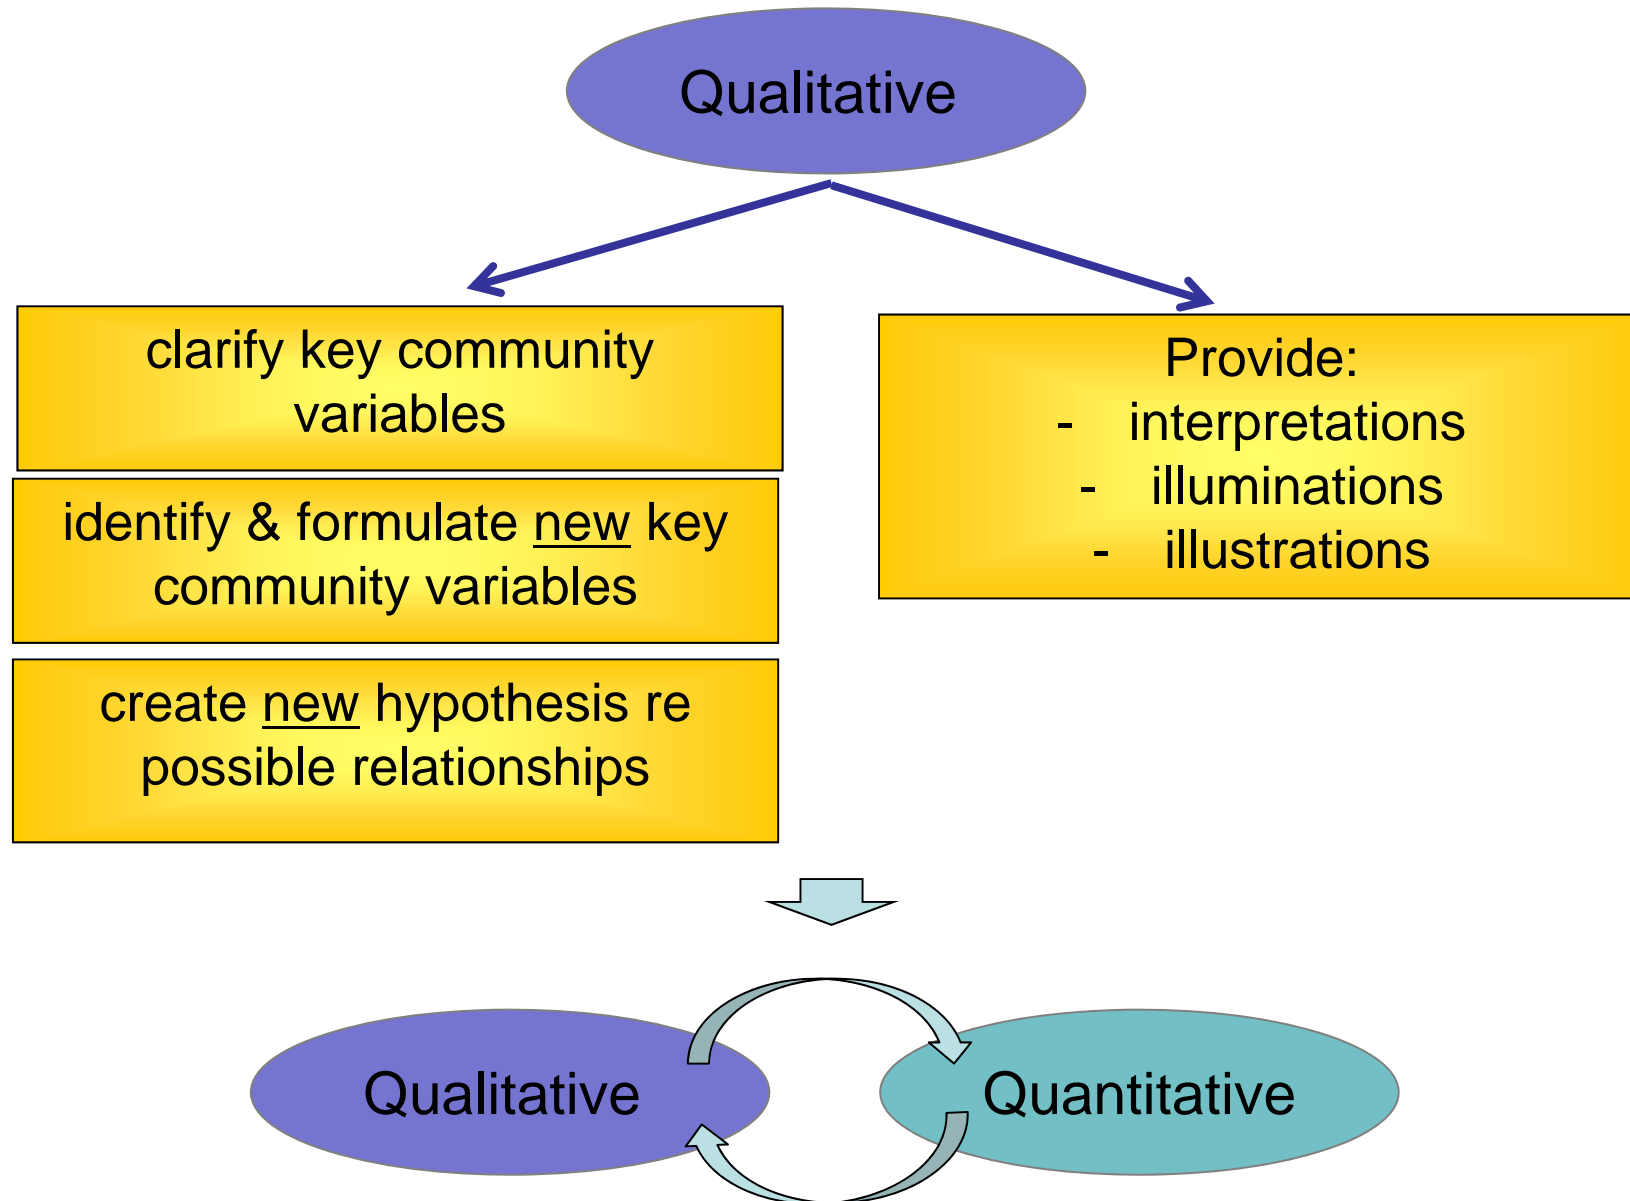 Qualitative
clarify key community
variables
identify & formulate new key
community variables
create new hypothesis re
possible relationships
Provide:
- interpretations
- illuminations
- illustrations
Qualitative
Quantitative